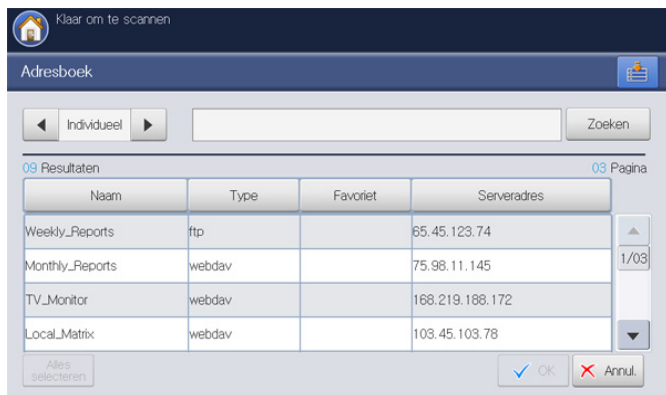 Klaar om te scannen
Adresboek
Individueel
Zoeken
09 Resultaten 03 Pagina
Naam Type Favoriet Serveradres
Weekly_Reports ftp 65.45.123.74
Monthly_Reports webdav 75.98.11.145
1/03
TV_Monitor webdav 168.219.188.172
Local_Matrix webdav 103.45.103.78
Alles
selecteren
OK Annul.